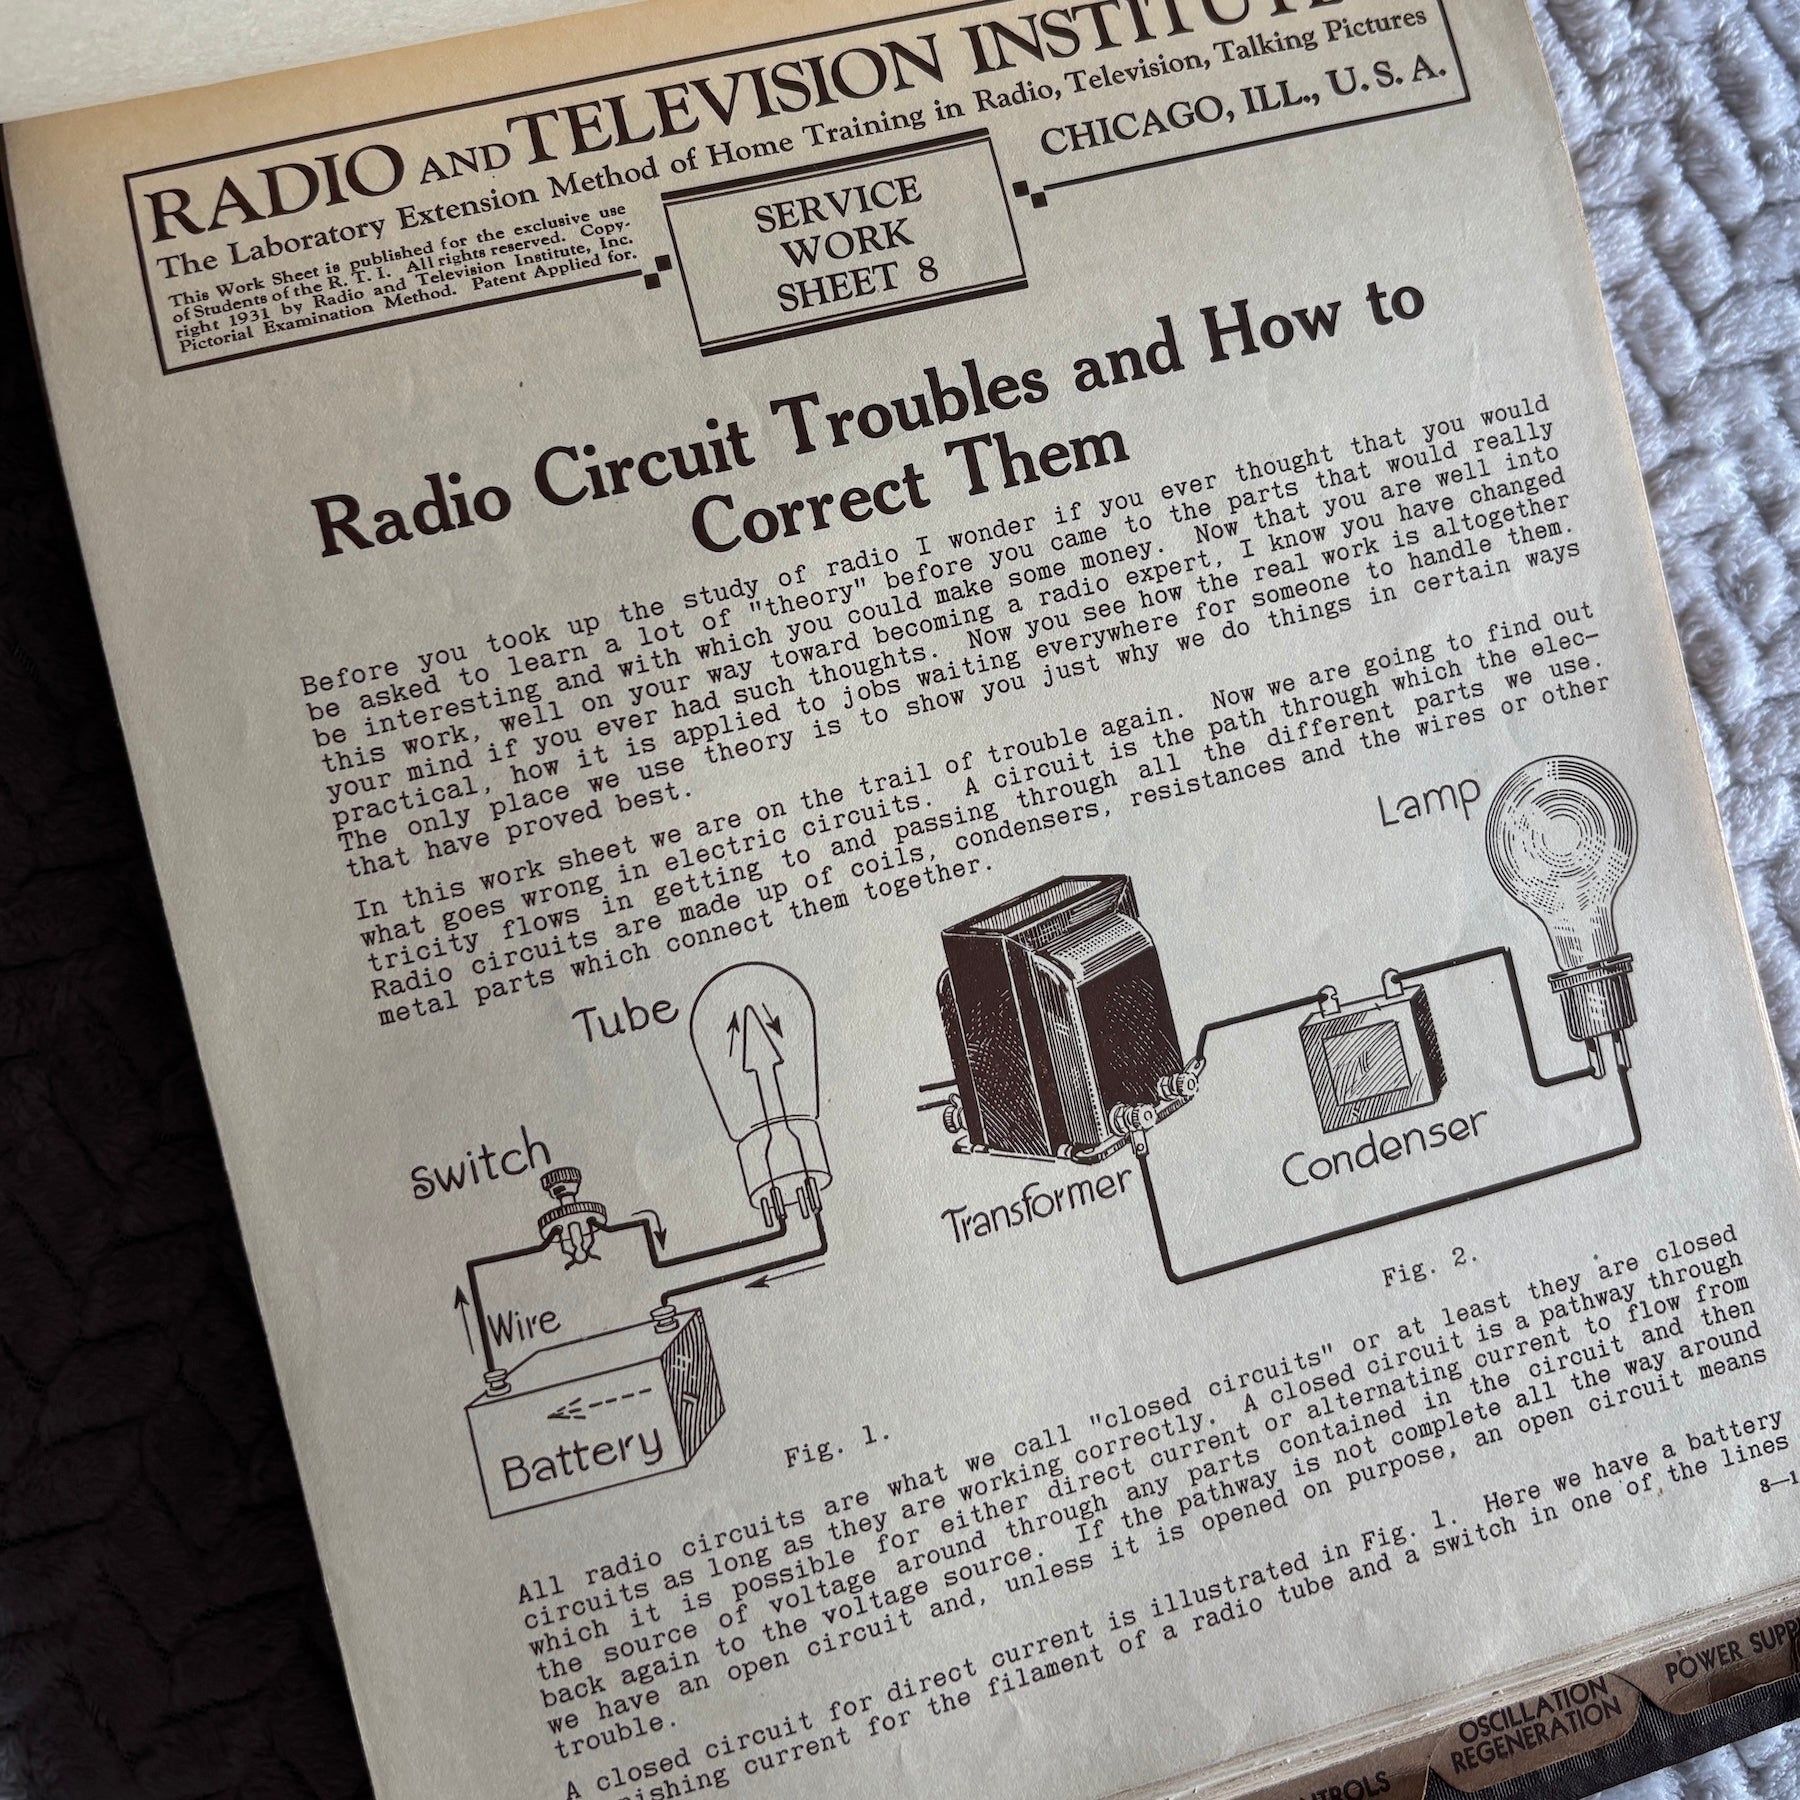 RADIO AND TELEVISION INSTITUTE
The Laboratory Extension Method of Home Training in Radio, Television, Talking Pictures
This Work Sheet is published for the exclusive use
of Students of the R. T. I. All rights reserved. Copy-
right 1931 by Radio and Television Institute, Inc.
Pictorial Examination Method. Patent Applied for.
SERVICE
WORK
SHEET 8
CHICAGO, ILL., U. S. A.
Radio Circuit Troubles and How to
Correct Them
Before you took up the study of radio I wonder if you ever thought that you would
be asked to learn a lot of "theory" before you came to the parts that would really
be interesting and with which you could make some money. Now that you are well into
this work, well on your way toward becoming a radio expert, I know you have changed
your mind if you ever had such thoughts. Now you see how the real work is altogether
practical, how it is applied to jobs waiting everywhere for someone to handle them.
The only place we use theory is to show you just why we do things in certain ways
that have proved best.
In this work sheet we are on the trail of trouble again. Now we are going to find out
what goes wrong in electric circuits. A circuit is the path through which the elec-
tricity flows in getting to and passing through all the different parts we use.
Radio circuits are made up of coils, condensers, resistances and the wires or other
metal parts which connect them together.
Lamp
Tube
Switch
Condenser
Transformer
Wire
Fig. 2.
Battery
Fig. 1.
All radio circuits are what we call "closed circuits" or at least they are closed
circuits as long as they are working correctly. A closed circuit is a pathway through
which it is possible for either direct current or alternating current to flow from
the source of voltage around through any parts contained in the circuit and then
back again to the voltage source. If the pathway is not complete all the way around
we have an open circuit and, unless it is opened on purpose, an open circuit means
trouble.
A closed circuit for direct current is illustrated in Fig. 1. Here we have a battery
nishing current for the filament of a radio tube and a switch in one of the lines
8—1
NTROLS
OSCILLATION
REGENERATION
POWER SUPP